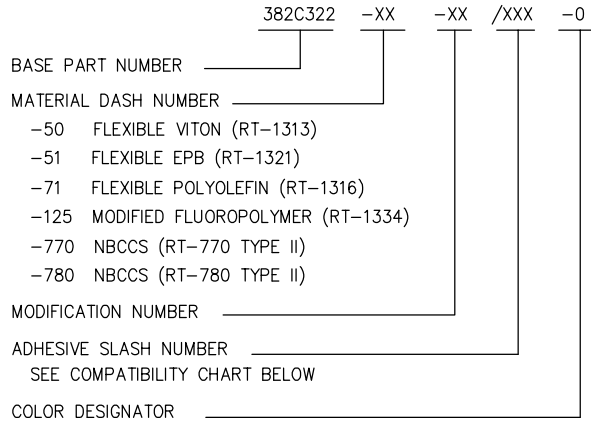 382C322 -XX -XX /XXX -0
BASE PART NUMBER
MATERIAL DASH NUMBER
-50 FLEXIBLE VITON (RT-1313)
-51 FLEXIBLE EPB (RT-1321)
-71 FLEXIBLE POLYOLEFIN (RT-1316)
-125 MODIFIED FLUOROPOLYMER (RT-1334)
-770 NBCCS (RT-770 TYPE II)
-780 NBCCS (RT-780 TYPE II)
MODIFICATION NUMBER
ADHESIVE SLASH NUMBER
SEE COMPATIBILITY CHART BELOW
COLOR DESIGNATOR